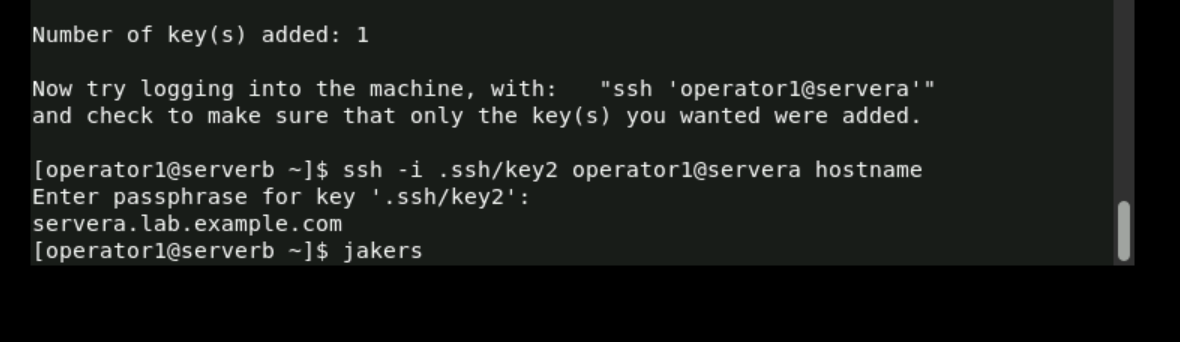 Number of key(s) added: 1
Now try logging into the machine, with:   "ssh 'operator1@servera'"
and check to make sure that only the key(s) you wanted were added.
[operator1@serverb ~]$ ssh -i .ssh/key2 operator1@servera hostname
Enter passphrase for key '.ssh/key2':
servera.lab.example.com
[operator1@serverb ~]$ jakers